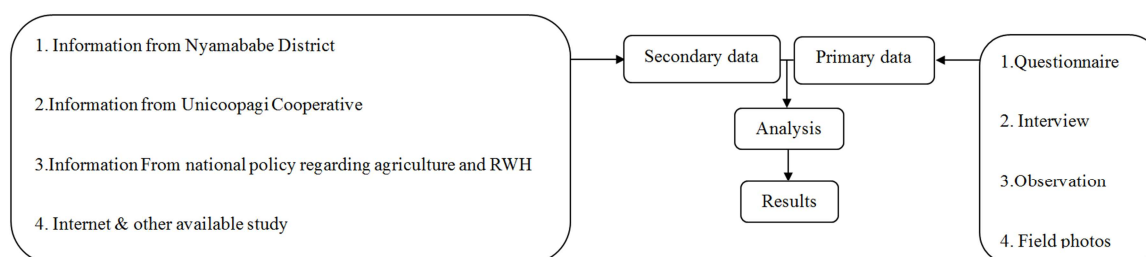 1. Information from Nyamababe District
2.Information from Unicoopagi Cooperative
3.Information From national policy regarding agriculture and RWH
4. Internet & other available study
Secondary data
Primary data
Analysis
Results
1.Questionnaire
2. Interview
3.Observation
4. Field photos